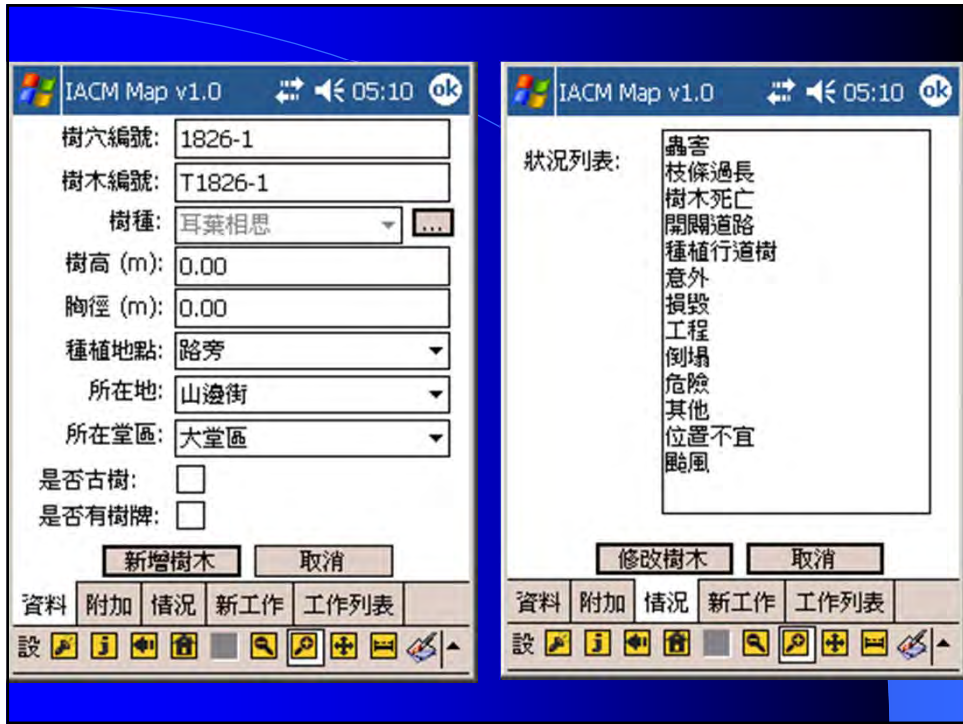 IACM Map v1.0 05:10 ok
樹穴編號: 1826-1
樹木編號: T1826-1
樹種: 耳葉相思 ...
樹高 (m): 0.00
胸徑 (m): 0.00
種植地點: 路旁
所在地: 山邊街
所在堂區: 大堂區
是否古樹:
是否有樹牌:
新增樹木 取消
資料 附加 情況 新工作 工作列表
設
IACM Map v1.0 05:10 ok
狀況列表:
蟲害
枝條過長
樹木死亡
開闢道路
種植行道樹
意外
損毀
工程
倒塌
危險
其他
位置不宜
颱風
修改樹木 取消
資料 附加 情況 新工作 工作列表
設